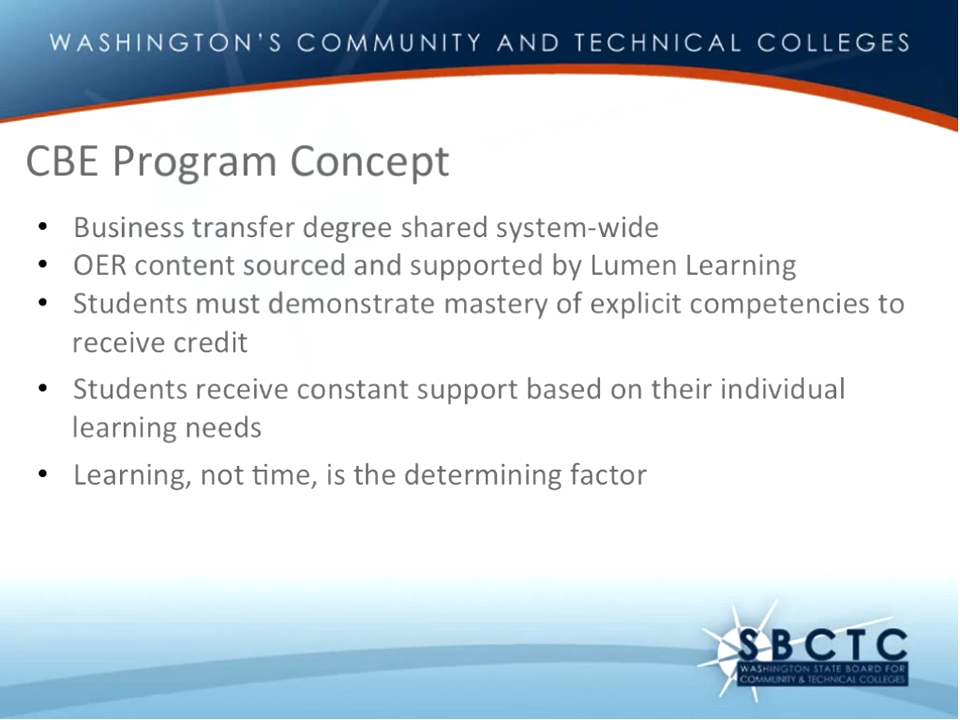 WASHINGTON'S COMMUNITY AND TECHNICAL COLLEGES
CBE Program Concept
• Business transfer degree shared system-wide
• OER content sourced and supported by Lumen Learning
• Students must demonstrate mastery of explicit competencies to
receive credit
• Students receive constant support based on their individual
learning needs
• Learning, not time, is the determining factor
SBCTC
WASHINGTON STATE BOARD FOR
COMMUNITY & TECHNICAL COLLEGES